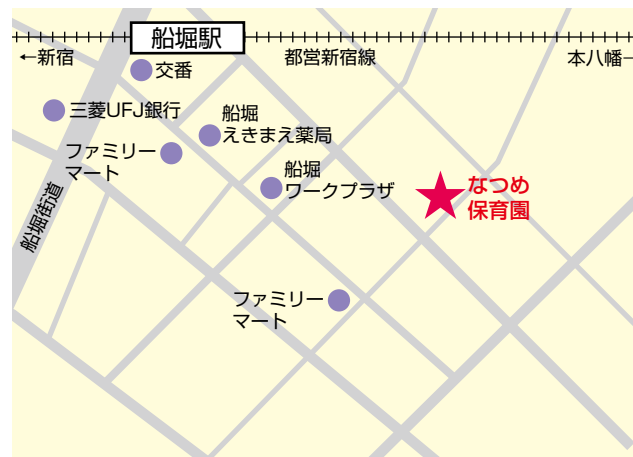 船堀駅
←新宿
都営新宿線
本八幡→
交番
三菱UFJ銀行
船堀
えきまえ薬局
ファミリー
マート
船堀
ワークプラザ
なつめ
保育園
船堀街道
ファミリー
マート